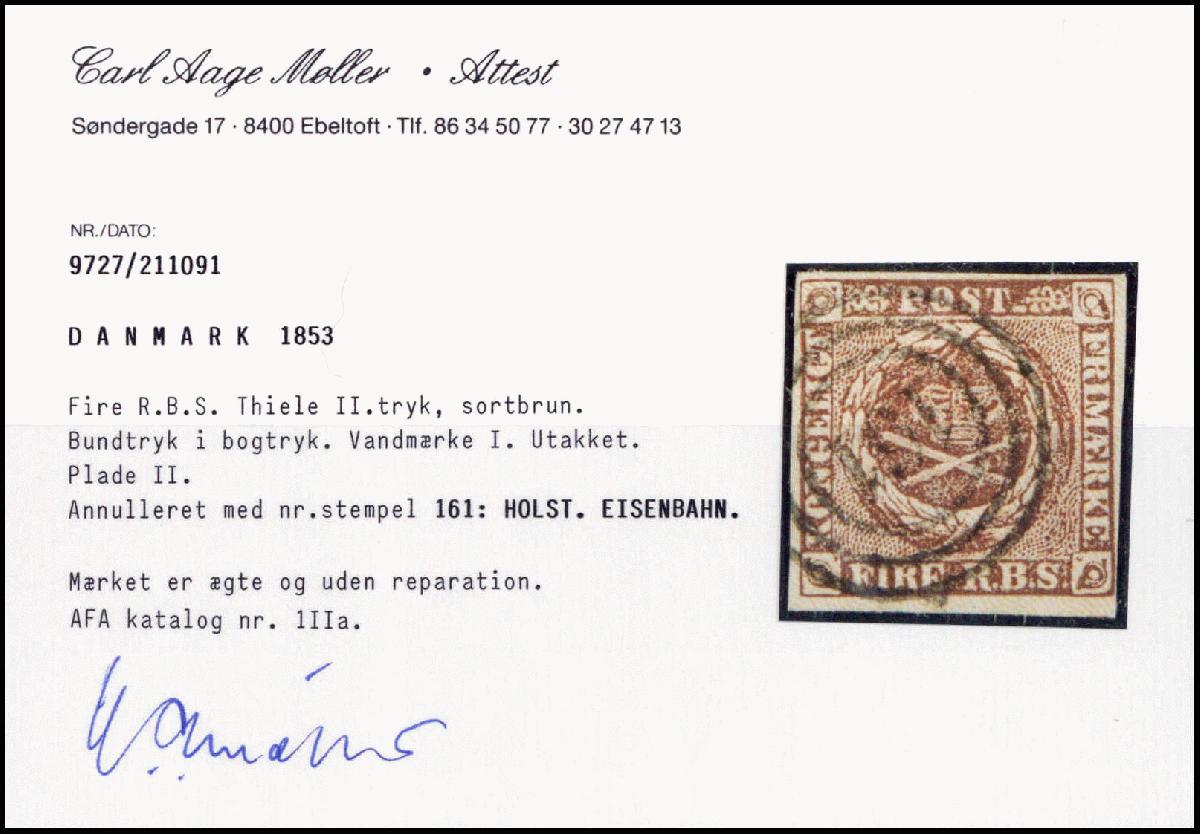 Carl Aage Møller · Attest
Søndergade 17 · 8400 Ebeltoft · Tlf. 86 34 50 77 · 30 27 47 13
NR./DATO:
9727/211091
DANMARK 1853
Fire R.B.S. Thiele II.tryk, sortbrun.
Bundtryk i bogtryk. Vandmærke I. Utakket.
Plade II.
Annulleret med nr.stempel 161: HOLST. EISENBAHN.
Mærket er ægte og uden reparation.
AFA katalog nr. 1IIa.
POST
KONGELIGT
FRIMÆRKE
FIRE R.B.S.